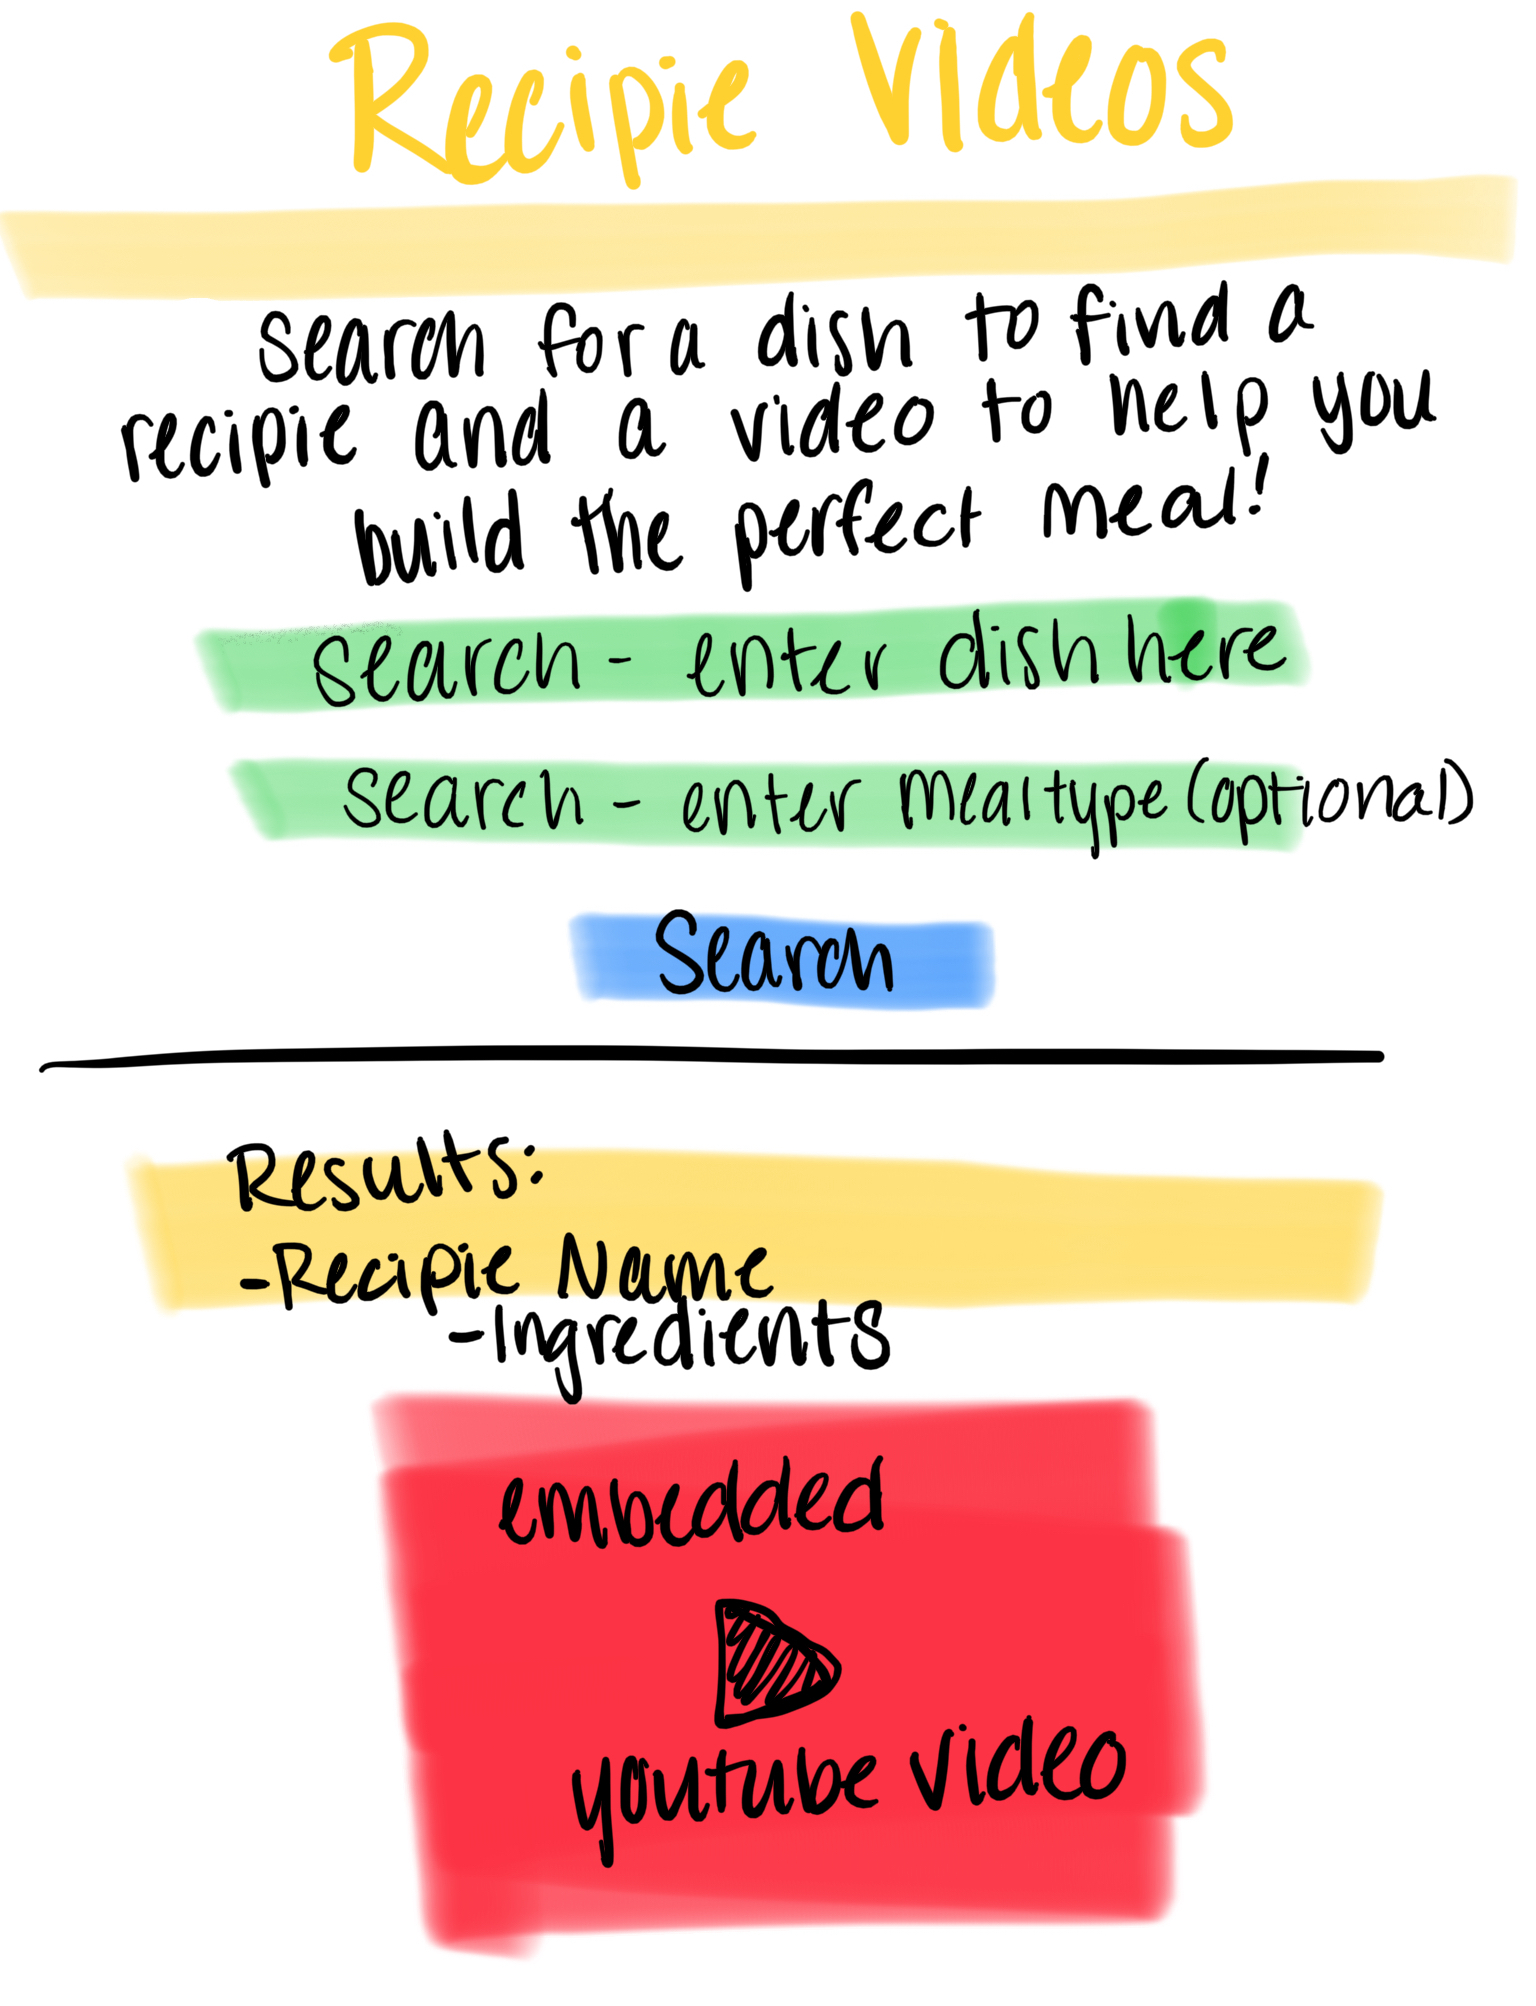 Recipie Videos
Search for a dish to find a
recipie and a video to help you
build the perfect meal!
Search - enter dish here
Search - enter mealtype (optional)
Search
Results:
-Recipie Name
-Ingredients
embedded
youtube video